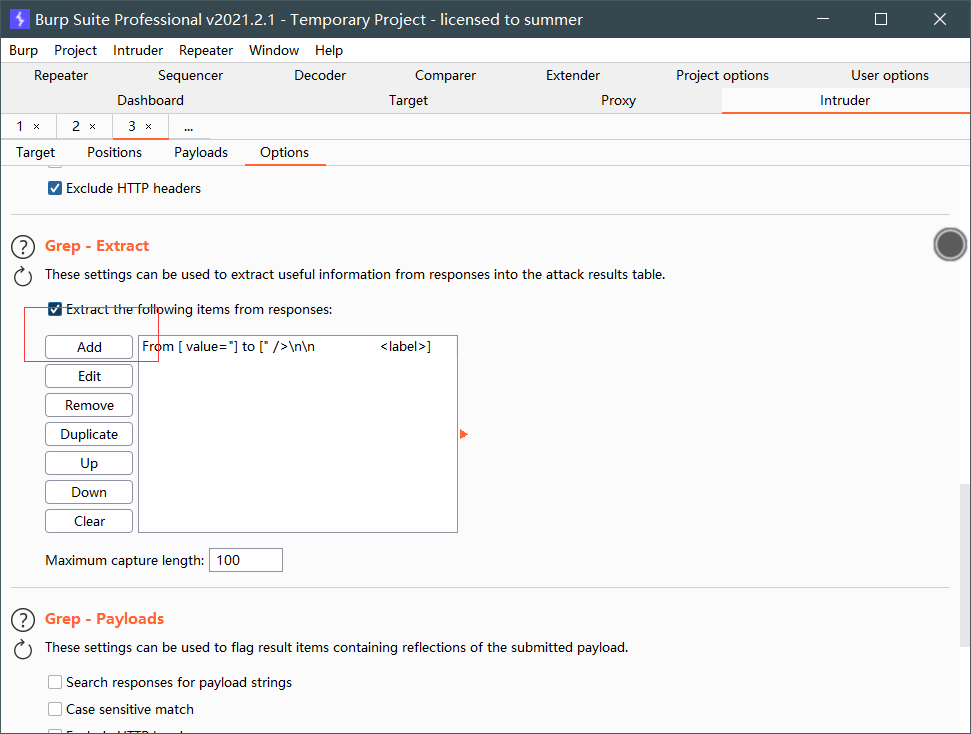 Burp Suite Professional v2021.2.1 - Temporary Project - licensed to summer
Burp Project Intruder Repeater Window Help
Repeater Sequencer Decoder Comparer Extender Project options User options
Dashboard Target Proxy Intruder
1 × 2 × 3 × ...
Target Positions Payloads Options
Exclude HTTP headers
? Grep - Extract
These settings can be used to extract useful information from responses into the attack results table.
Extract the following items from responses:
Add From [ value="] to [" />\n\n <label>]
Edit
Remove
Duplicate
Up
Down
Clear
Maximum capture length: 100
? Grep - Payloads
These settings can be used to flag result items containing reflections of the submitted payload.
Search responses for payload strings
Case sensitive match